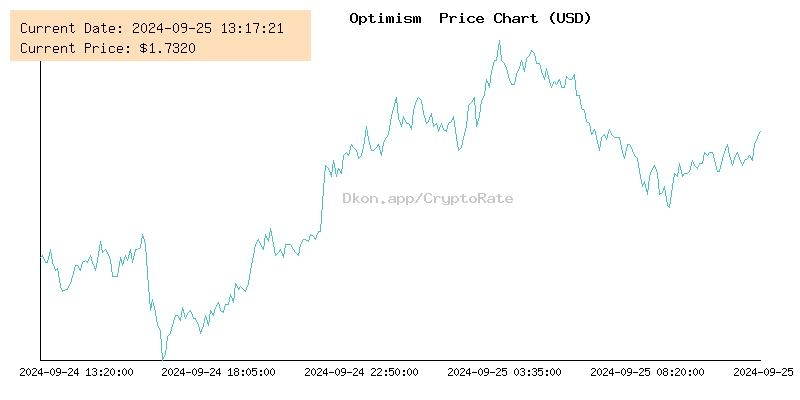 Optimism Price Chart (USD)
Current Date: 2024-09-25 13:17:21
Current Price: $1.7320
Dkon.app/CryptoRate
2024-09-24 13:20:00 2024-09-24 18:05:00 2024-09-24 22:50:00 2024-09-25 03:35:00 2024-09-25 08:20:00 2024-09-25